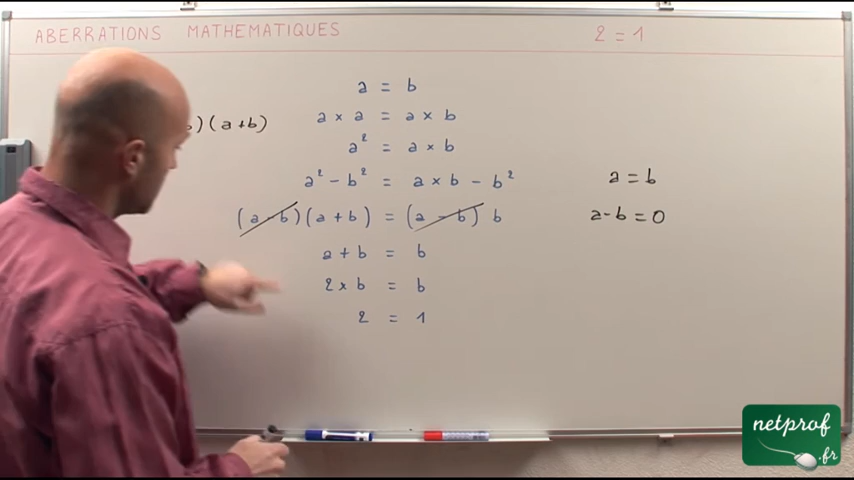 ABERRATIONS MATHEMATIQUES
2 = 1
a = b
)(a+b)
a × a = a × b
a² = a × b
a² - b² = a × b - b²
(a - b)(a + b) = (a - b) b
a + b = b
2 × b = b
2 = 1
a = b
a - b = 0
netprof
.fr